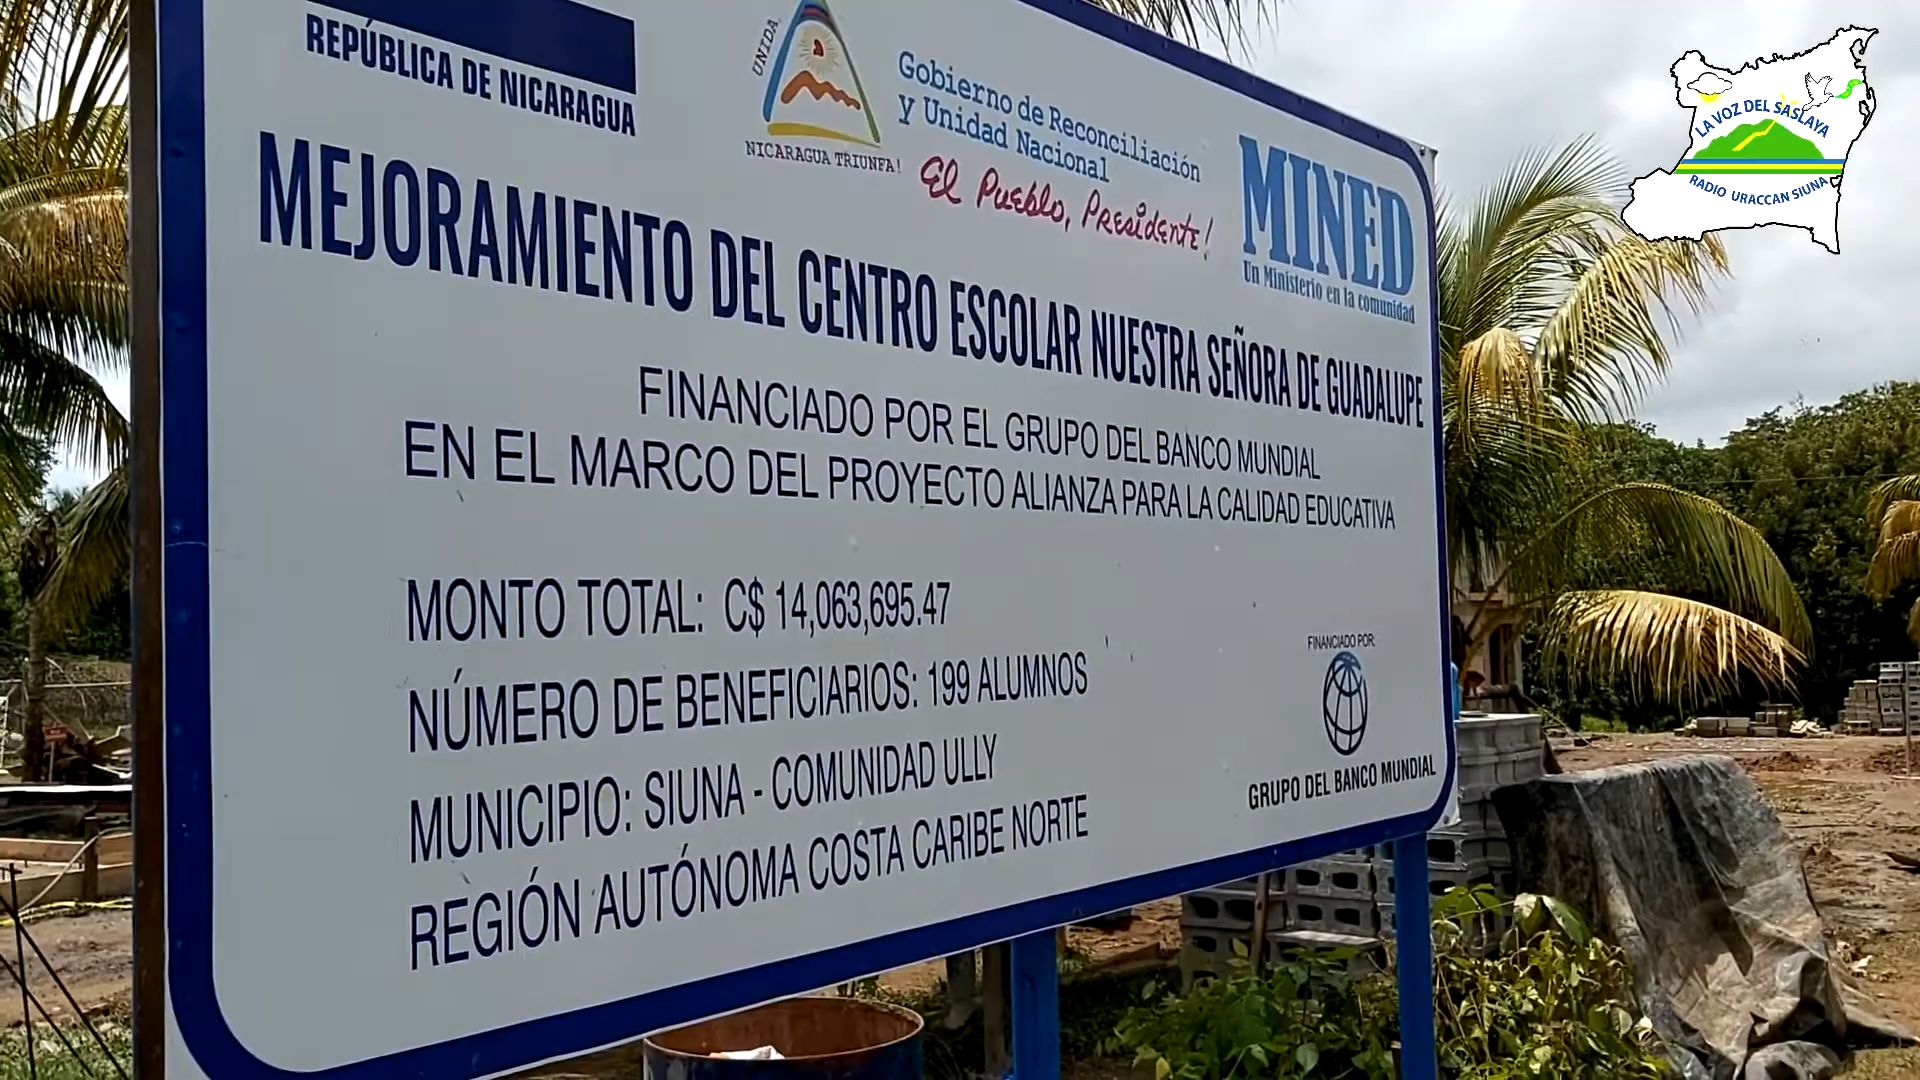 REPÚBLICA DE NICARAGUA
UNIDA,
NICARAGUA TRIUNFA!
Gobierno de Reconciliación
y Unidad Nacional
El Pueblo, Presidente!
MINED
Un Ministerio en la comunidad
MEJORAMIENTO DEL CENTRO ESCOLAR NUESTRA SEÑORA DE GUADALUPE
FINANCIADO POR EL GRUPO DEL BANCO MUNDIAL
EN EL MARCO DEL PROYECTO ALIANZA PARA LA CALIDAD EDUCATIVA
MONTO TOTAL: C$ 14,063,695.47
NÚMERO DE BENEFICIARIOS: 199 ALUMNOS
MUNICIPIO: SIUNA - COMUNIDAD ULLY
REGIÓN AUTÓNOMA COSTA CARIBE NORTE
FINANCIADO POR:
GRUPO DEL BANCO MUNDIAL
LA VOZ DEL SASLAYA
RADIO URACCAN SIUNA